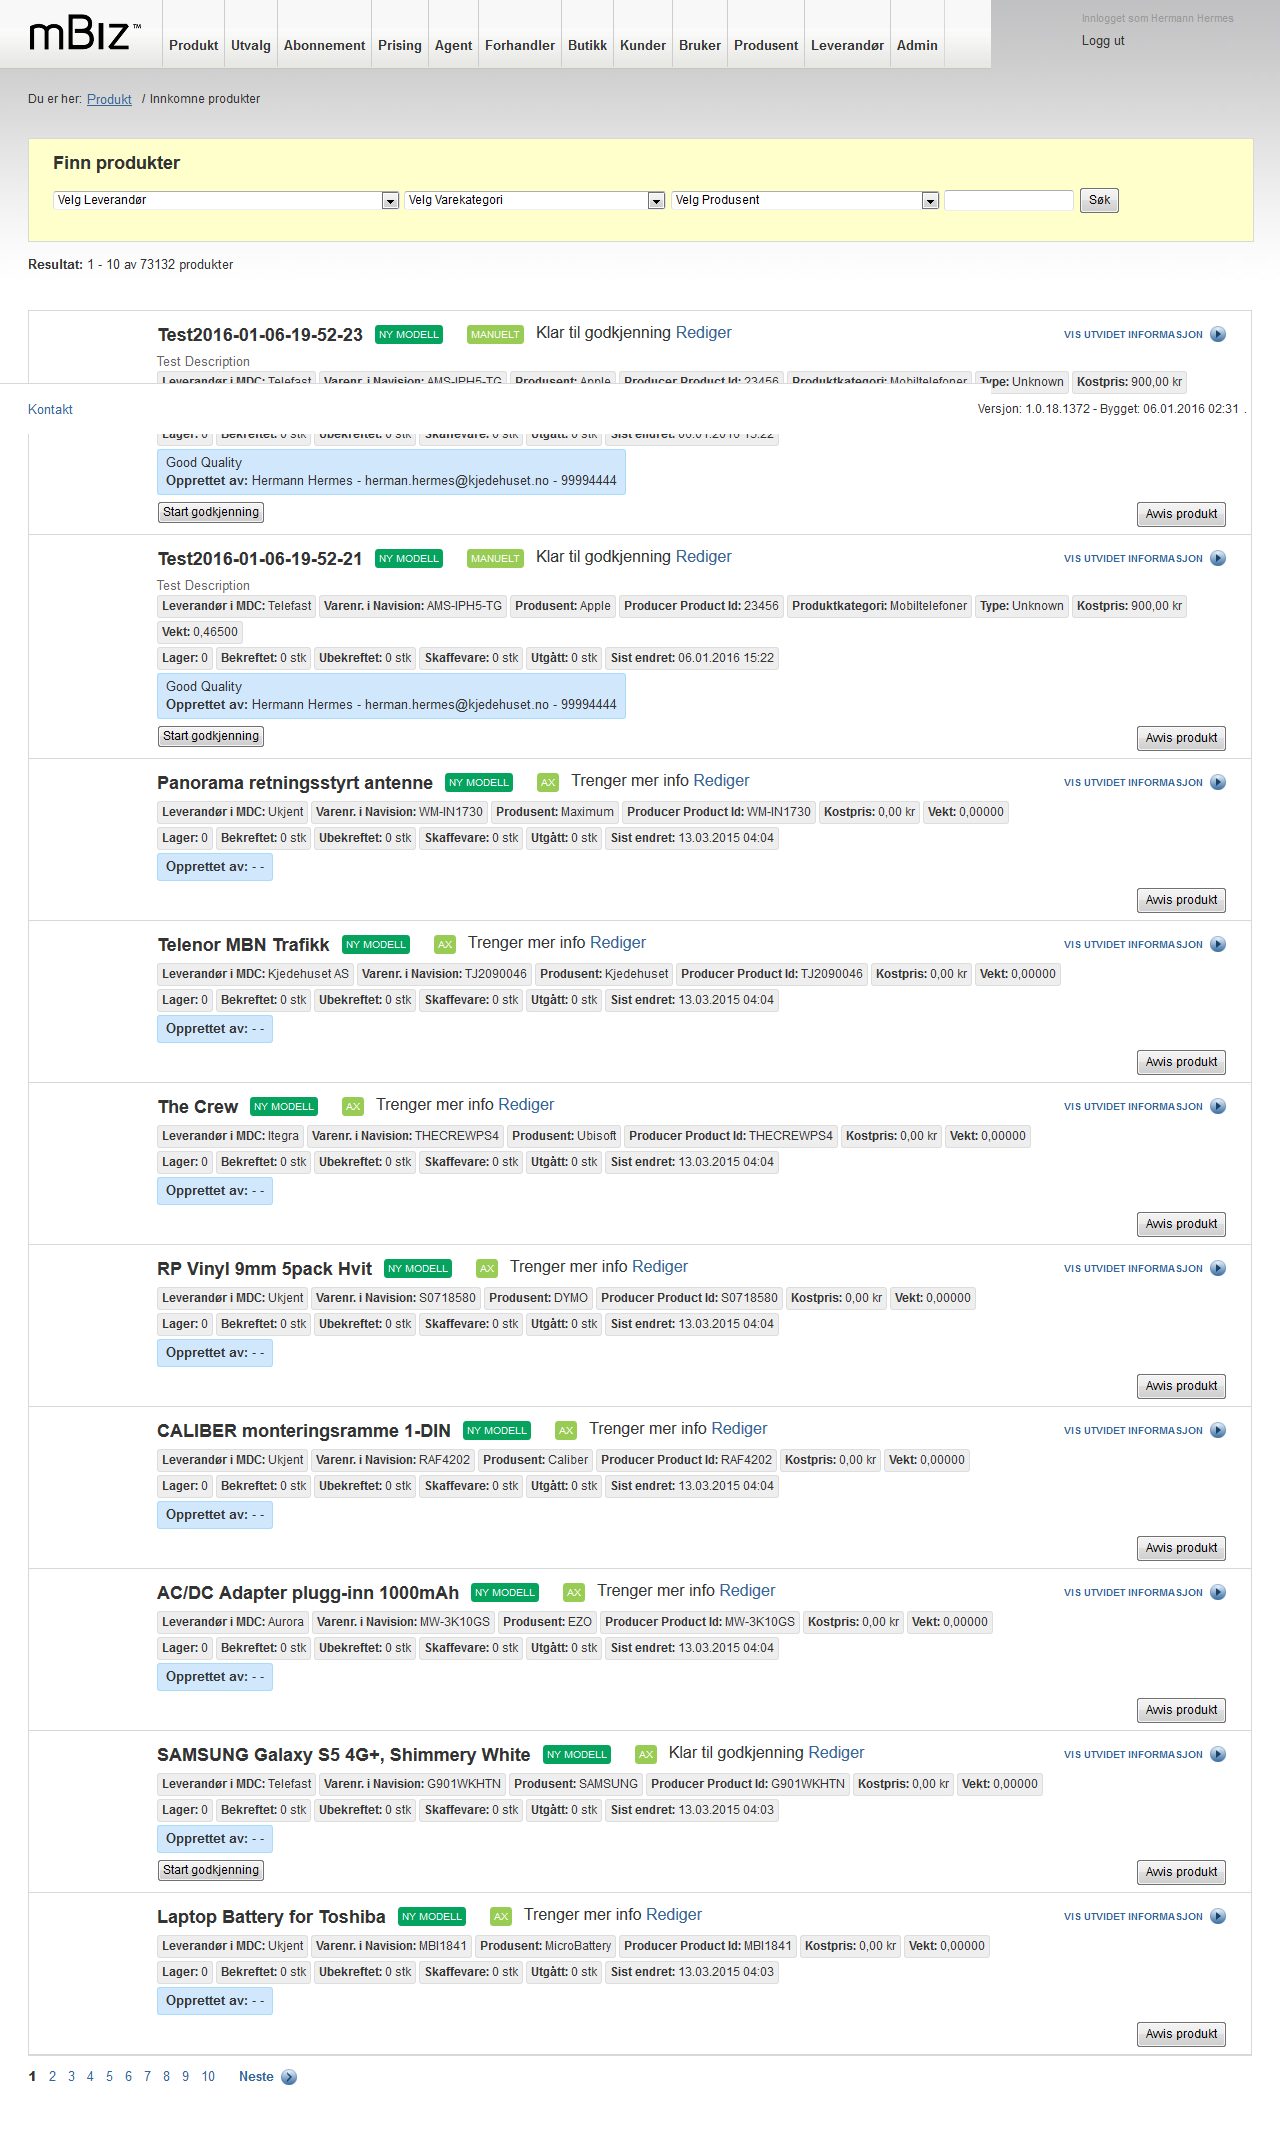 mBiz™
Produkt Utvalg Abonnement Prising Agent Forhandler Butikk Kunder Bruker Produsent Leverandør Admin
Innlogget som Hermann Hermes
Logg ut
Du er her: Produkt / Innkomne produkter
Finn produkter
Velg Leverandør Velg Varekategori Velg Produsent Søk
Resultat: 1 - 10 av 73132 produkter
Test2016-01-06-19-52-23 NY MODELL MANUELT Klar til godkjenning Rediger VIS UTVIDET INFORMASJON
Test Description
Leverandør i MDC: Telefast Varenr. i Navision: AMS-IPH5-TG Produsent: Apple Producer Product Id: 23456 Produktkategori: Mobiltelefoner Type: Unknown Kostpris: 900,00 kr
Kontakt Versjon: 1.0.18.1372 - Bygget: 06.01.2016 02:31 .
Lager: 0 Bekreftet: 0 stk Ubekreftet: 0 stk Skaffevare: 0 stk Utgått: 0 stk Sist endret: 06.01.2016 15:22
Good Quality
Opprettet av: Hermann Hermes - herman.hermes@kjedehuset.no - 99994444
Start godkjenning Avvis produkt
Test2016-01-06-19-52-21 NY MODELL MANUELT Klar til godkjenning Rediger VIS UTVIDET INFORMASJON
Test Description
Leverandør i MDC: Telefast Varenr. i Navision: AMS-IPH5-TG Produsent: Apple Producer Product Id: 23456 Produktkategori: Mobiltelefoner Type: Unknown Kostpris: 900,00 kr
Vekt: 0,46500
Lager: 0 Bekreftet: 0 stk Ubekreftet: 0 stk Skaffevare: 0 stk Utgått: 0 stk Sist endret: 06.01.2016 15:22
Good Quality
Opprettet av: Hermann Hermes - herman.hermes@kjedehuset.no - 99994444
Start godkjenning Avvis produkt
Panorama retningsstyrt antenne NY MODELL AX Trenger mer info Rediger VIS UTVIDET INFORMASJON
Leverandør i MDC: Ukjent Varenr. i Navision: WM-IN1730 Produsent: Maximum Producer Product Id: WM-IN1730 Kostpris: 0,00 kr Vekt: 0,00000
Lager: 0 Bekreftet: 0 stk Ubekreftet: 0 stk Skaffevare: 0 stk Utgått: 0 stk Sist endret: 13.03.2015 04:04
Opprettet av: - -
Avvis produkt
Telenor MBN Trafikk NY MODELL AX Trenger mer info Rediger VIS UTVIDET INFORMASJON
Leverandør i MDC: Kjedehuset AS Varenr. i Navision: TJ2090046 Produsent: Kjedehuset Producer Product Id: TJ2090046 Kostpris: 0,00 kr Vekt: 0,00000
Lager: 0 Bekreftet: 0 stk Ubekreftet: 0 stk Skaffevare: 0 stk Utgått: 0 stk Sist endret: 13.03.2015 04:04
Opprettet av: - -
Avvis produkt
The Crew NY MODELL AX Trenger mer info Rediger VIS UTVIDET INFORMASJON
Leverandør i MDC: Itegra Varenr. i Navision: THECREWPS4 Produsent: Ubisoft Producer Product Id: THECREWPS4 Kostpris: 0,00 kr Vekt: 0,00000
Lager: 0 Bekreftet: 0 stk Ubekreftet: 0 stk Skaffevare: 0 stk Utgått: 0 stk Sist endret: 13.03.2015 04:04
Opprettet av: - -
Avvis produkt
RP Vinyl 9mm 5pack Hvit NY MODELL AX Trenger mer info Rediger VIS UTVIDET INFORMASJON
Leverandør i MDC: Ukjent Varenr. i Navision: S0718580 Produsent: DYMO Producer Product Id: S0718580 Kostpris: 0,00 kr Vekt: 0,00000
Lager: 0 Bekreftet: 0 stk Ubekreftet: 0 stk Skaffevare: 0 stk Utgått: 0 stk Sist endret: 13.03.2015 04:04
Opprettet av: - -
Avvis produkt
CALIBER monteringsramme 1-DIN NY MODELL AX Trenger mer info Rediger VIS UTVIDET INFORMASJON
Leverandør i MDC: Ukjent Varenr. i Navision: RAF4202 Produsent: Caliber Producer Product Id: RAF4202 Kostpris: 0,00 kr Vekt: 0,00000
Lager: 0 Bekreftet: 0 stk Ubekreftet: 0 stk Skaffevare: 0 stk Utgått: 0 stk Sist endret: 13.03.2015 04:04
Opprettet av: - -
Avvis produkt
AC/DC Adapter plugg-inn 1000mAh NY MODELL AX Trenger mer info Rediger VIS UTVIDET INFORMASJON
Leverandør i MDC: Aurora Varenr. i Navision: MW-3K10GS Produsent: EZO Producer Product Id: MW-3K10GS Kostpris: 0,00 kr Vekt: 0,00000
Lager: 0 Bekreftet: 0 stk Ubekreftet: 0 stk Skaffevare: 0 stk Utgått: 0 stk Sist endret: 13.03.2015 04:04
Opprettet av: - -
Avvis produkt
SAMSUNG Galaxy S5 4G+, Shimmery White NY MODELL AX Klar til godkjenning Rediger VIS UTVIDET INFORMASJON
Leverandør i MDC: Telefast Varenr. i Navision: G901WKHTN Produsent: SAMSUNG Producer Product Id: G901WKHTN Kostpris: 0,00 kr Vekt: 0,00000
Lager: 0 Bekreftet: 0 stk Ubekreftet: 0 stk Skaffevare: 0 stk Utgått: 0 stk Sist endret: 13.03.2015 04:03
Opprettet av: - -
Start godkjenning Avvis produkt
Laptop Battery for Toshiba NY MODELL AX Trenger mer info Rediger VIS UTVIDET INFORMASJON
Leverandør i MDC: Ukjent Varenr. i Navision: MBI1841 Produsent: MicroBattery Producer Product Id: MBI1841 Kostpris: 0,00 kr Vekt: 0,00000
Lager: 0 Bekreftet: 0 stk Ubekreftet: 0 stk Skaffevare: 0 stk Utgått: 0 stk Sist endret: 13.03.2015 04:03
Opprettet av: - -
Avvis produkt
1 2 3 4 5 6 7 8 9 10 Neste